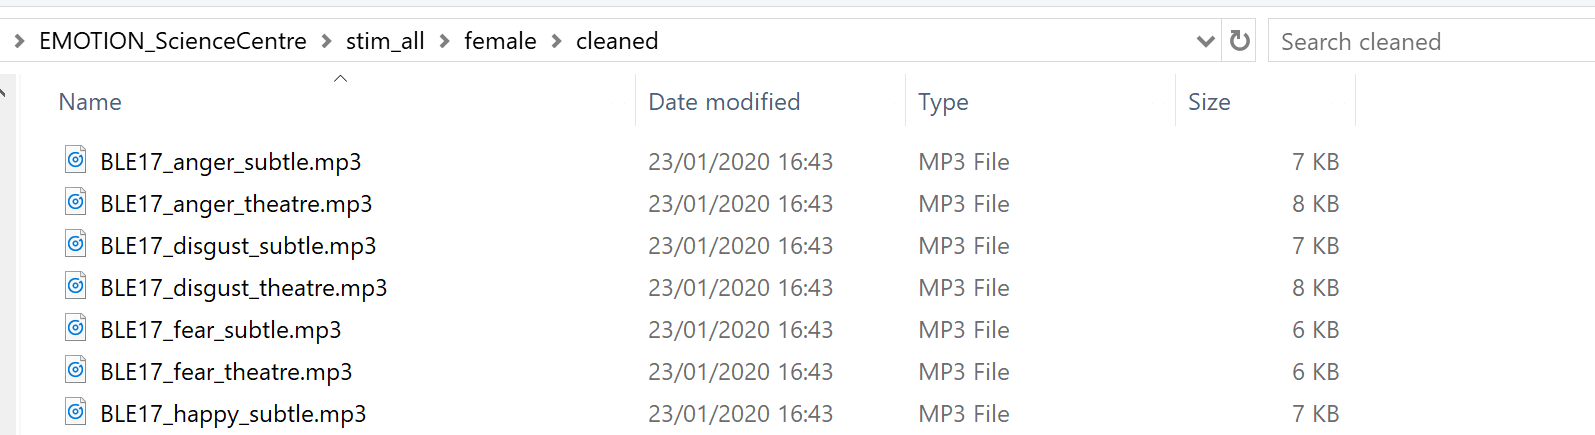 EMOTION_ScienceCentre > stim_all > female > cleaned Search cleaned
Name Date modified Type Size
BLE17_anger_subtle.mp3 23/01/2020 16:43 MP3 File 7 KB
BLE17_anger_theatre.mp3 23/01/2020 16:43 MP3 File 8 KB
BLE17_disgust_subtle.mp3 23/01/2020 16:43 MP3 File 7 KB
BLE17_disgust_theatre.mp3 23/01/2020 16:43 MP3 File 8 KB
BLE17_fear_subtle.mp3 23/01/2020 16:43 MP3 File 6 KB
BLE17_fear_theatre.mp3 23/01/2020 16:43 MP3 File 6 KB
BLE17_happy_subtle.mp3 23/01/2020 16:43 MP3 File 7 KB